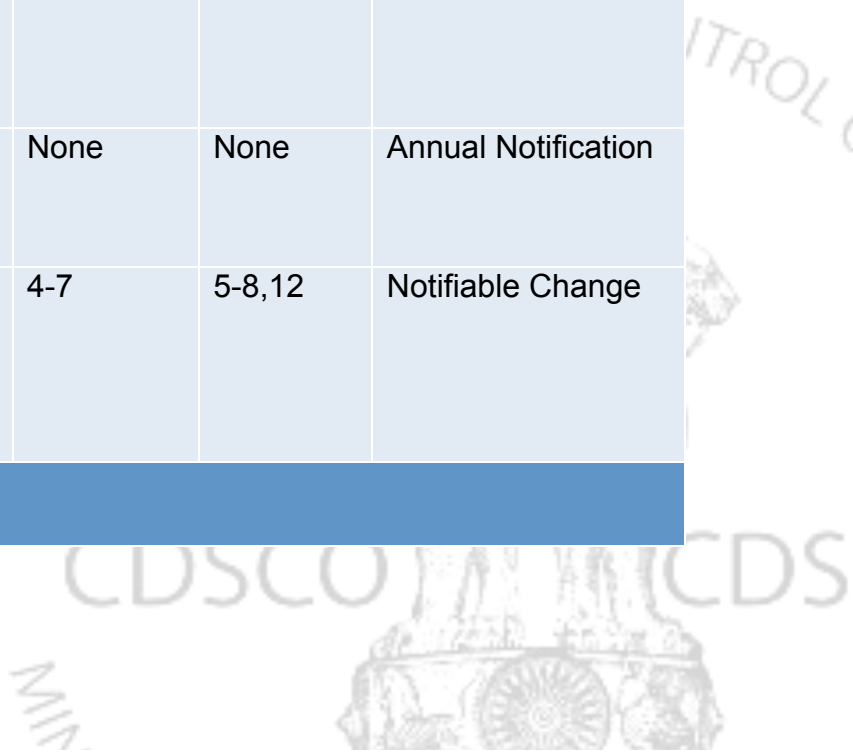 None None Annual Notification
4-7 5-8,12 Notifiable Change
CDSCO CDS